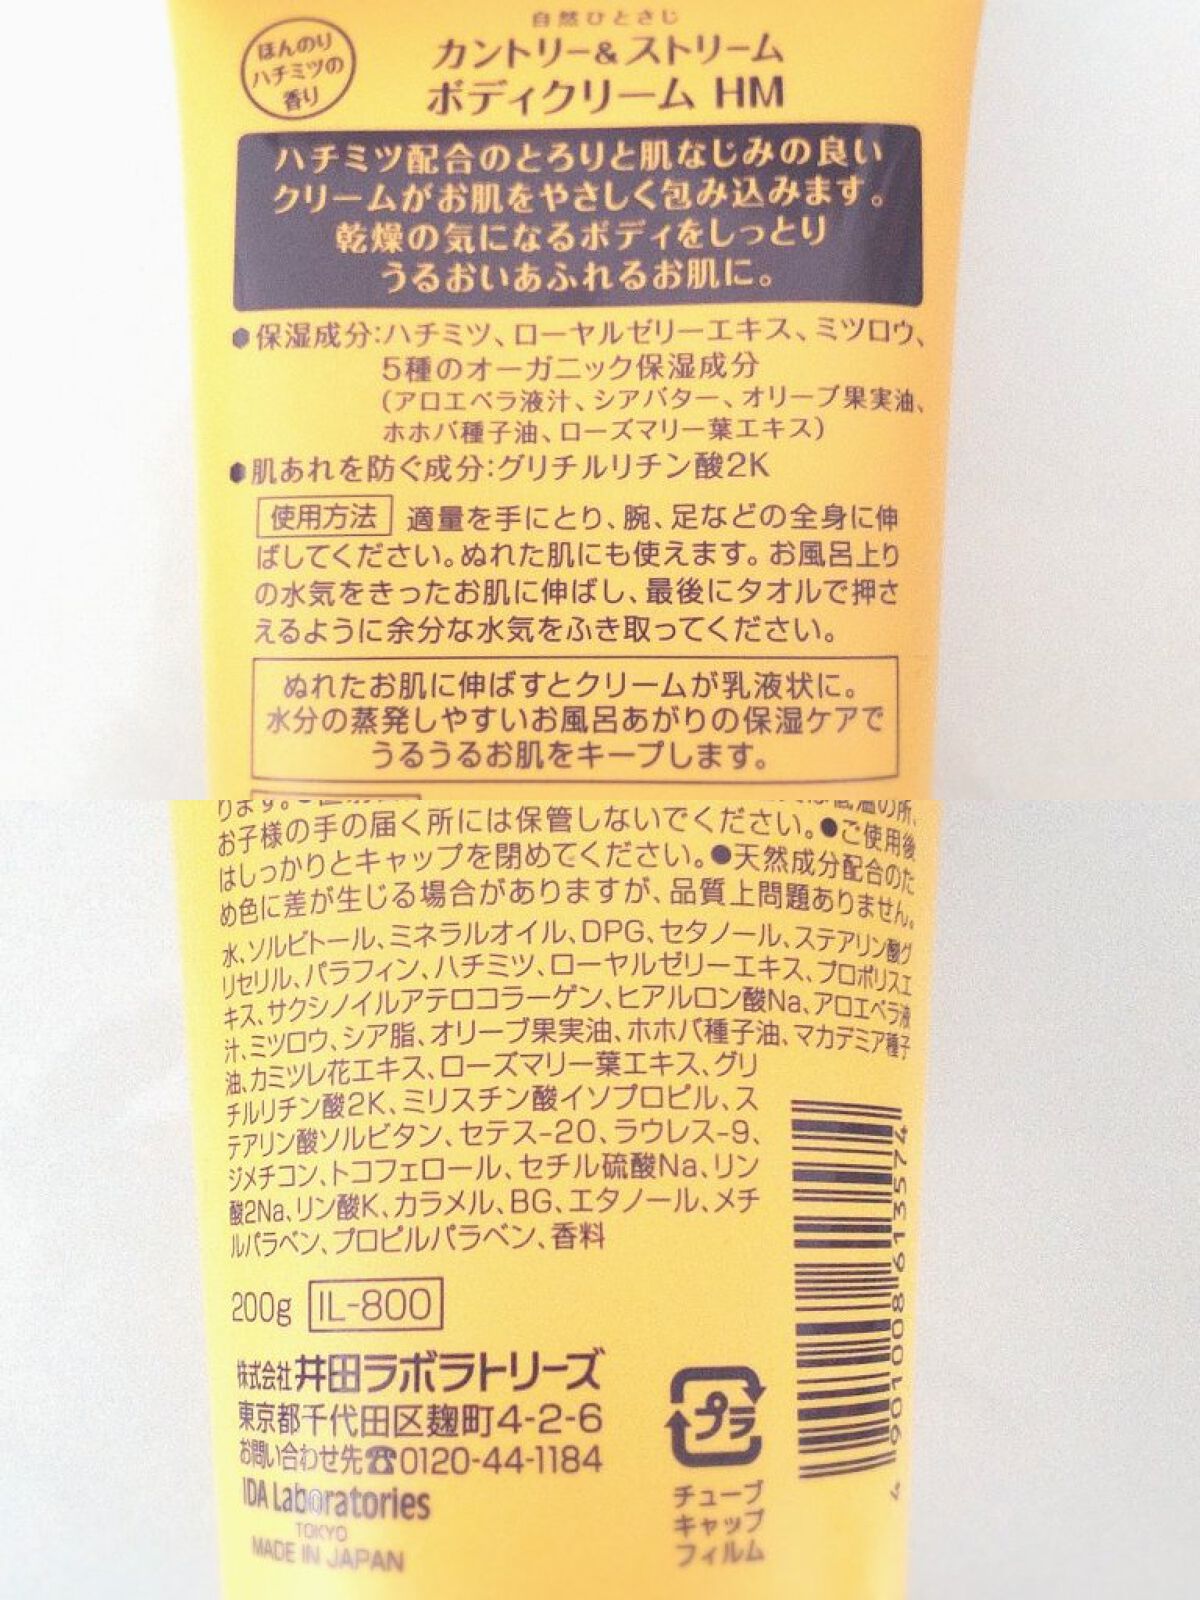 自然ひとさじ
カントリー&ストリーム
ボディクリーム HM
ほんのり
ハチミツの
香り
ハチミツ配合のとろりと肌なじみの良い
クリームがお肌をやさしく包み込みます。
乾燥の気になるボディをしっとり
うるおいあふれるお肌に。
●保湿成分:ハチミツ、ローヤルゼリーエキス、ミツロウ、
5種のオーガニック保湿成分
(アロエベラ液汁、シアバター、オリーブ果実油、
ホホバ種子油、ローズマリー葉エキス)
●肌あれを防ぐ成分:グリチルリチン酸2K
使用方法 適量を手にとり、腕、足などの全身に伸
ばしてください。ぬれた肌にも使えます。お風呂上り
の水気をきったお肌に伸ばし、最後にタオルで押さ
えるように余分な水気をふき取ってください。
ぬれたお肌に伸ばすとクリームが乳液状に。
水分の蒸発しやすいお風呂あがりの保湿ケアで
うるうるお肌をキープします。
ります。 は低温の所、
お子様の手の届く所には保管しないでください。●ご使用後
はしっかりとキャップを閉めてください。●天然成分配合のた
め色に差が生じる場合がありますが、品質上問題ありません。
水、ソルビトール、ミネラルオイル、DPG、セタノール、ステアリン酸グ
リセリル、パラフィン、ハチミツ、ローヤルゼリーエキス、プロポリスエ
キス、サクシノイルアテロコラーゲン、ヒアルロン酸Na、アロエベラ液
汁、ミツロウ、シア脂、オリーブ果実油、ホホバ種子油、マカデミア種子
油、カミツレ花エキス、ローズマリー葉エキス、グリ
チルリチン酸2K、ミリスチン酸イソプロピル、ス
テアリン酸ソルビタン、セテス-20、ラウレス-9、
ジメチコン、トコフェロール、セチル硫酸Na、リン
酸2Na、リン酸K、カラメル、BG、エタノール、メチ
ルパラベン、プロピルパラベン、香料
200g IL-800
株式会社井田ラボラトリーズ
東京都千代田区麹町4-2-6
お問い合わせ先☎0120-44-1184
IDA Laboratories
TOKYO
MADE IN JAPAN
プラ
チューブ
キャップ
フィルム
4 901008 613574